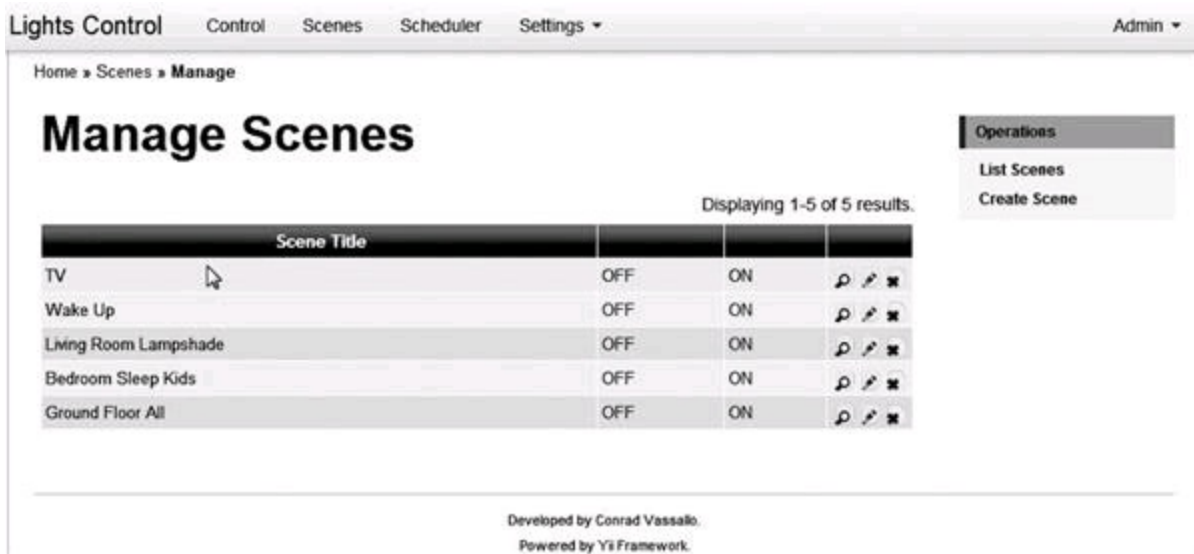 Lights Control Control Scenes Scheduler Settings Admin
Home » Scenes » Manage
Manage Scenes
Operations
List Scenes
Create Scene
Displaying 1-5 of 5 results.
Scene Title
TV OFF ON
Wake Up OFF ON
Living Room Lampshade OFF ON
Bedroom Sleep Kids OFF ON
Ground Floor All OFF ON
Developed by Conrad Vassallo.
Powered by Yii Framework.